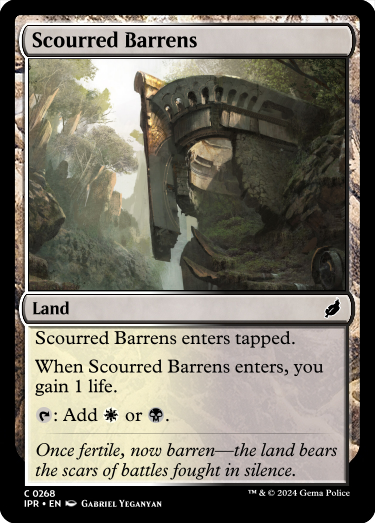 Scourred Barrens
Land
Scourred Barrens enters tapped.
When Scourred Barrens enters, you
gain 1 life.
: Add or .
Once fertile, now barren—the land bears
the scars of battles fought in silence.
C 0268
IPR • EN Gabriel Yeganyan
™ & © 2024 Gema Police